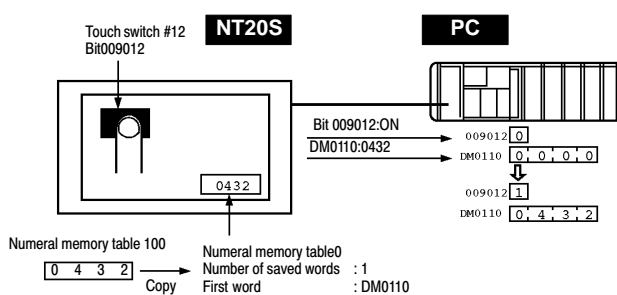 NT20S
PC
Touch switch #12
Bit009012
Bit 009012:ON
DM0110:0432
009012 0
DM0110 0 0 0 0
009012 1
DM0110 0 4 3 2
0432
Numeral memory table 100
0 4 3 2
Copy
Numeral memory table0
Number of saved words : 1
First word : DM0110